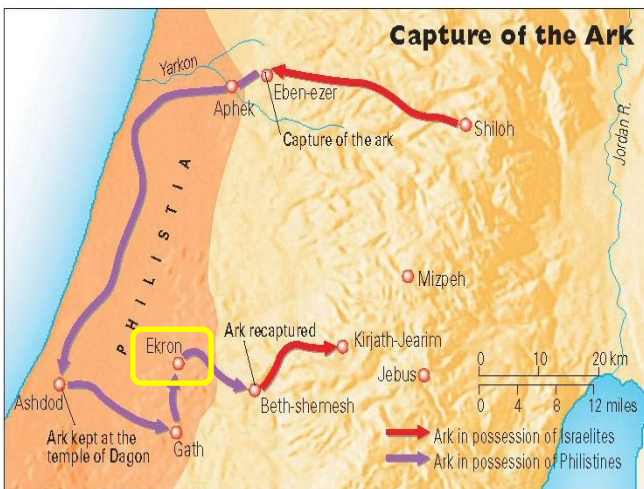 Capture of the Ark
Yarkon
Aphek
Eben-ezer
Capture of the ark
Shiloh
Jordan R.
PHILISTIA
Mizpeh
Ark recaptured
Ekron
Kirjath-Jearim
Jebus
Ashdod
Beth-shemesh
Ark kept at the
temple of Dagon
Gath
0 10 20 km
0 4 8 12 miles
Ark in possession of Israelites
Ark in possession of Philistines